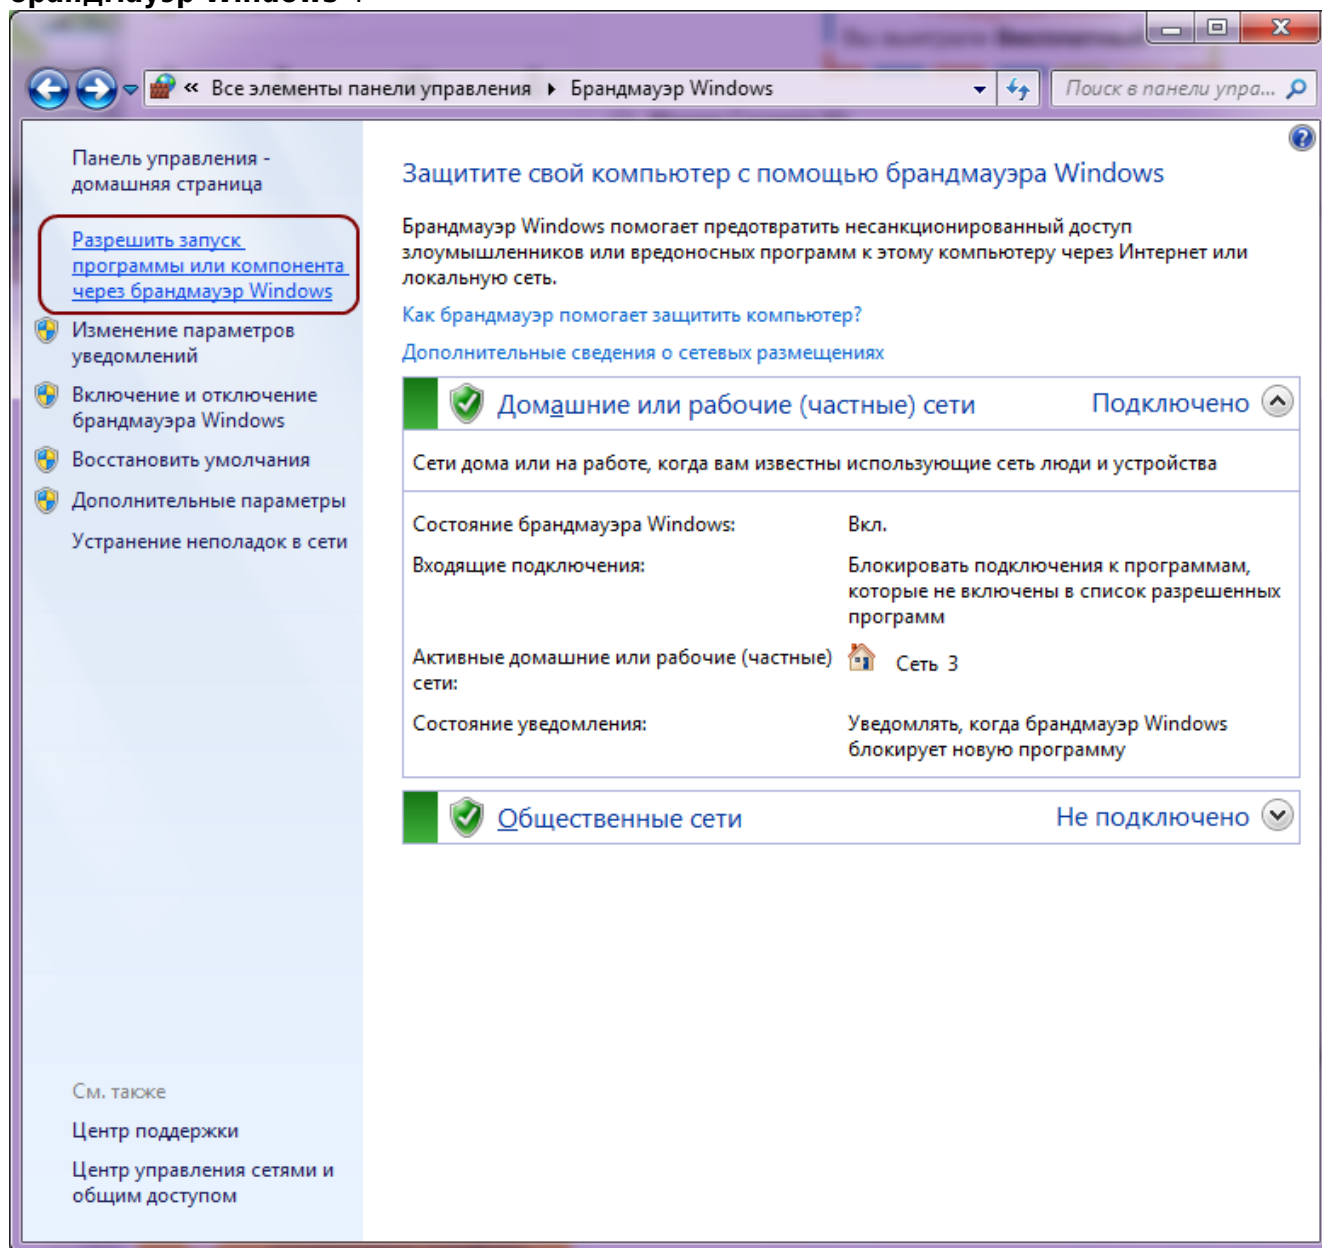 « Все элементы панели управления ▸ Брандмауэр Windows
Поиск в панели упра...
Панель управления -
домашняя страница
Разрешить запуск
программы или компонента
через брандмауэр Windows
Изменение параметров
уведомлений
Включение и отключение
брандмауэра Windows
Восстановить умолчания
Дополнительные параметры
Устранение неполадок в сети
См. также
Центр поддержки
Центр управления сетями и
общим доступом
Защитите свой компьютер с помощью брандмауэра Windows
Брандмауэр Windows помогает предотвратить несанкционированный доступ
злоумышленников или вредоносных программ к этому компьютеру через Интернет или
локальную сеть.
Как брандмауэр помогает защитить компьютер?
Дополнительные сведения о сетевых размещениях
Домашние или рабочие (частные) сети Подключено
Сети дома или на работе, когда вам известны использующие сеть люди и устройства
Состояние брандмауэра Windows: Вкл.
Входящие подключения: Блокировать подключения к программам,
которые не включены в список разрешенных
программ
Активные домашние или рабочие (частные) Сеть 3
сети:
Состояние уведомления: Уведомлять, когда брандмауэр Windows
блокирует новую программу
Общественные сети Не подключено